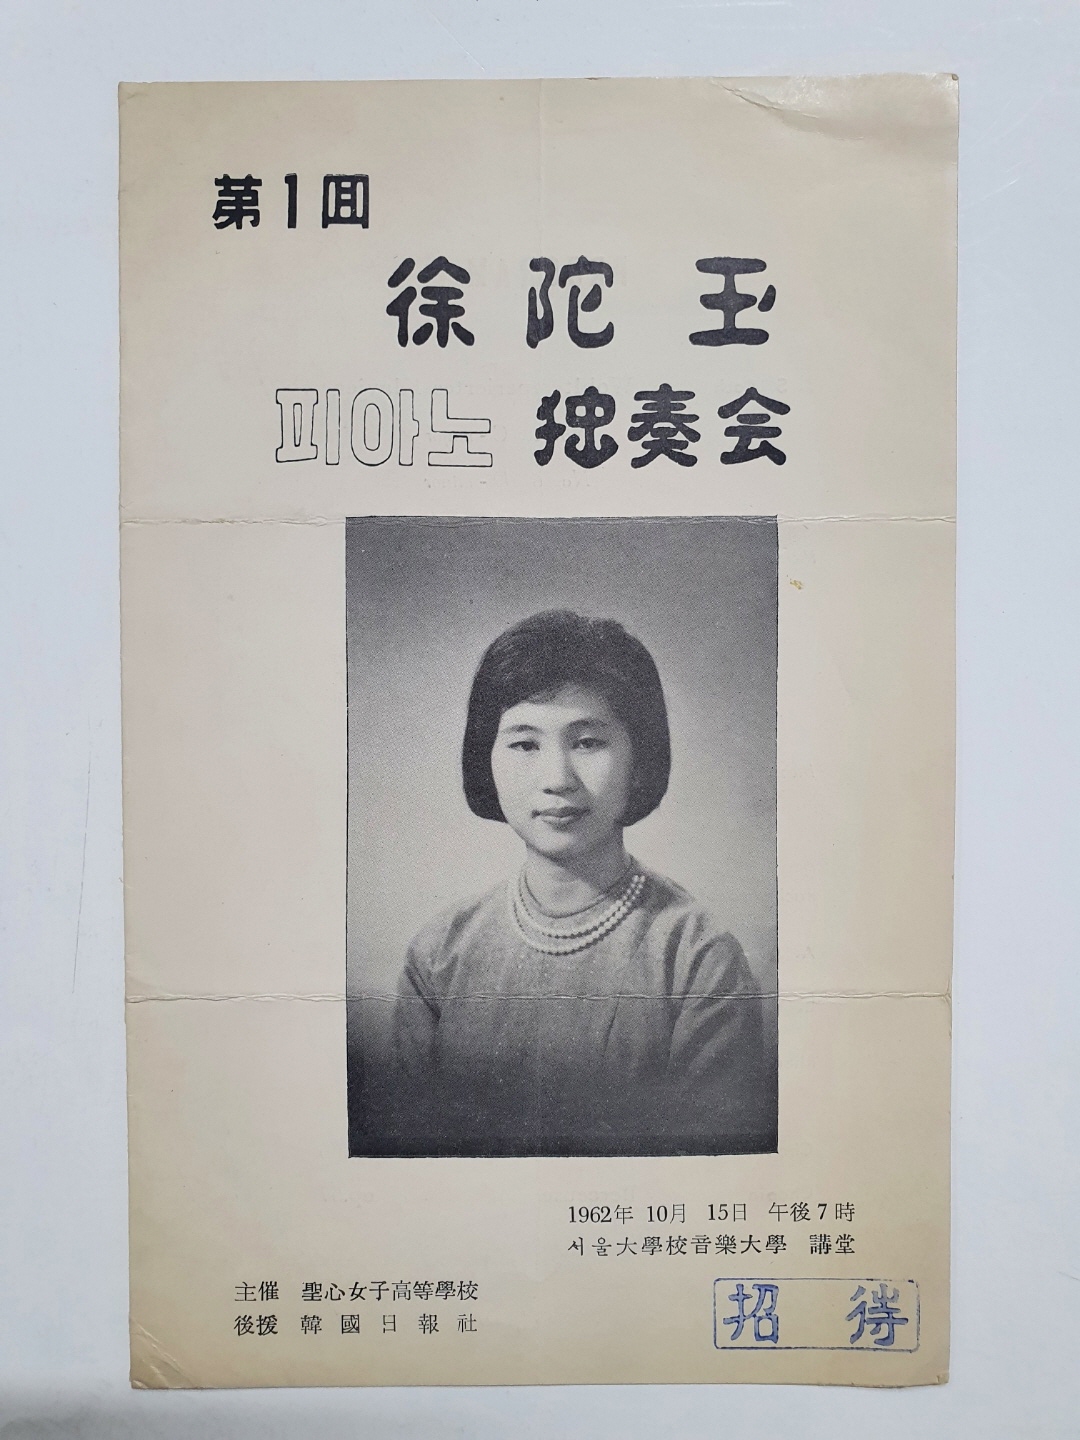 第1回
徐陀玉
피아노 独奏会
1962年 10月 15日 午後 7 時
서울大學校音樂大學 講堂
主催 聖心女子高等學校
後援 韓國日報社
招待